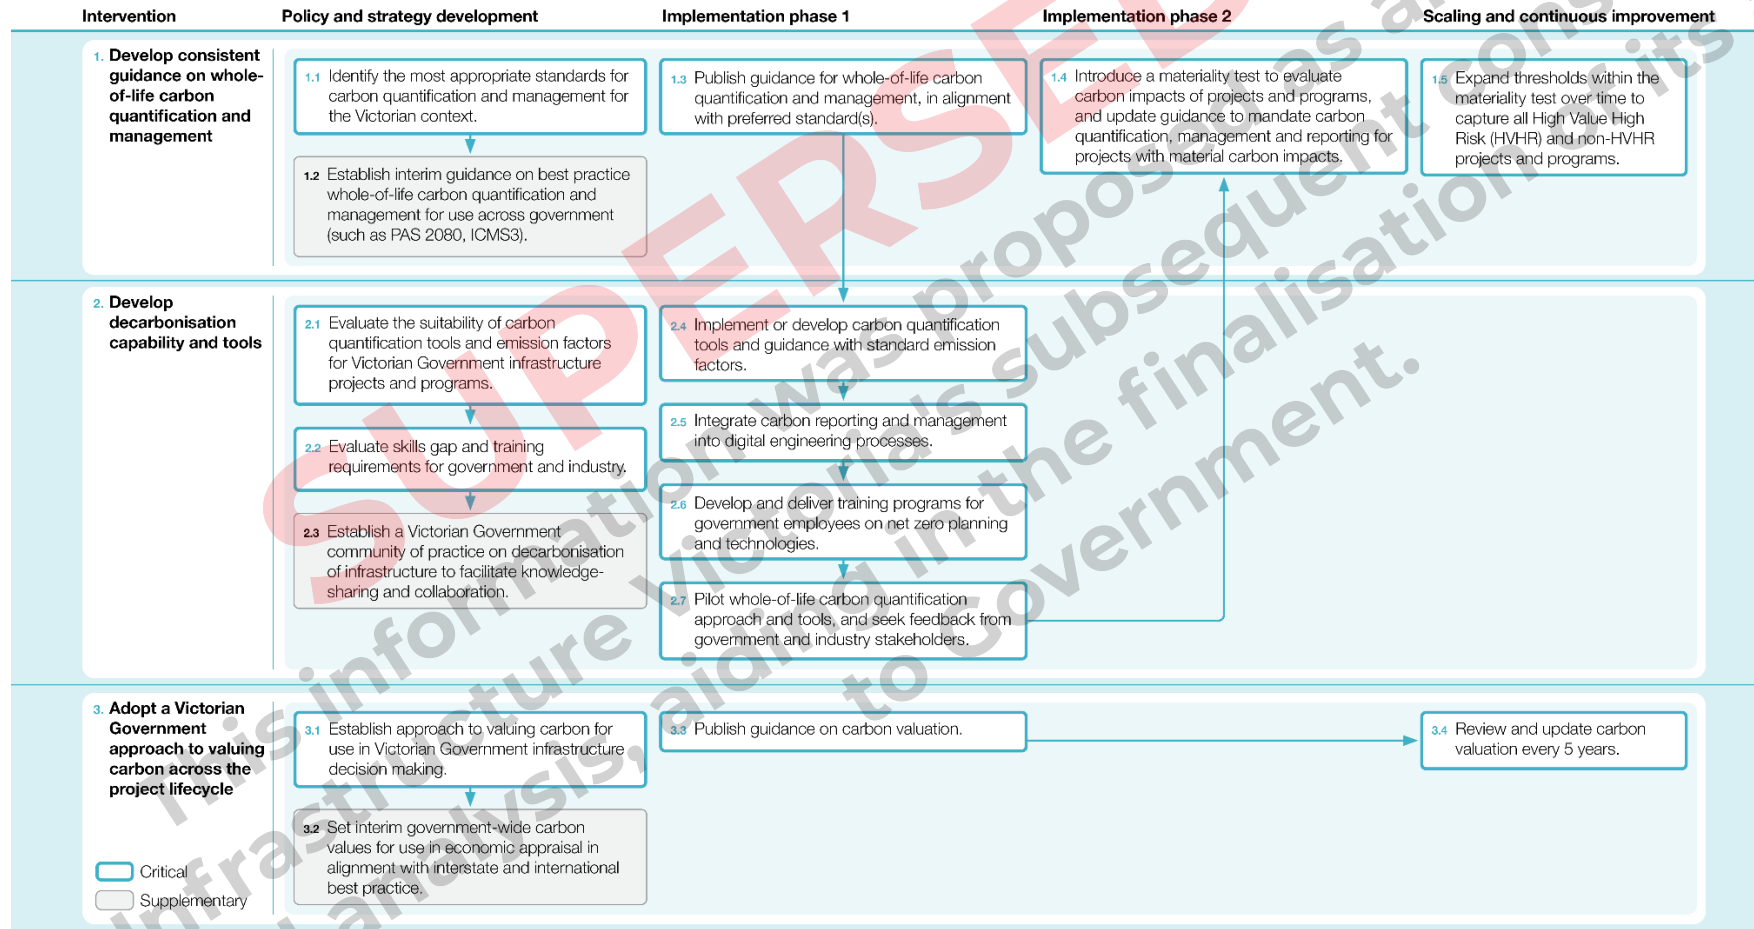 Intervention
Policy and strategy development
Implementation phase 1
Implementation phase 2
Scaling and continuous improvement
1. Develop consistent
guidance on whole-
of-life carbon
quantification and
management
1.1 Identify the most appropriate standards for
carbon quantification and management for
the Victorian context.
1.2 Establish interim guidance on best practice
whole-of-life carbon quantification and
management for use across government
(such as PAS 2080, ICMS3).
1.3 Publish guidance for whole-of-life carbon
quantification and management, in alignment
with preferred standard(s).
1.4 Introduce a materiality test to evaluate
carbon impacts of projects and programs,
and update guidance to mandate carbon
quantification, management and reporting for
projects with material carbon impacts.
1.5 Expand thresholds within the
materiality test over time to
capture all High Value High
Risk (HVHR) and non-HVHR
projects and programs.
2. Develop
decarbonisation
capability and tools
2.1 Evaluate the suitability of carbon
quantification tools and emission factors
for Victorian Government infrastructure
projects and programs.
2.2 Evaluate skills gap and training
requirements for government and industry.
2.3 Establish a Victorian Government
community of practice on decarbonisation
of infrastructure to facilitate knowledge-
sharing and collaboration.
2.4 Implement or develop carbon quantification
tools and guidance with standard emission
factors.
2.5 Integrate carbon reporting and management
into digital engineering processes.
2.6 Develop and deliver training programs for
government employees on net zero planning
and technologies.
2.7 Pilot whole-of-life carbon quantification
approach and tools, and seek feedback from
government and industry stakeholders.
3. Adopt a Victorian
Government
approach to valuing
carbon across the
project lifecycle
3.1 Establish approach to valuing carbon for
use in Victorian Government infrastructure
decision making.
3.2 Set interim government-wide carbon
values for use in economic appraisal in
alignment with interstate and international
best practice.
3.3 Publish guidance on carbon valuation.
3.4 Review and update carbon
valuation every 5 years.
Critical
Supplementary
SUPERSED
This information was proposed as
Infrastructure Victoria's subsequent
analysis, aiding in the finalisation of its
to Government.